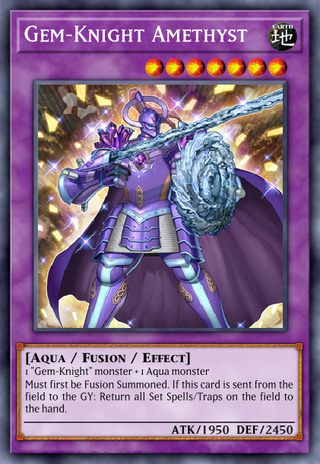 Gem-Knight Amethyst
EARTH
地
[Aqua / Fusion / Effect]
1 "Gem-Knight" monster + 1 Aqua monster
Must first be Fusion Summoned. If this card is sent from the
field to the GY: Return all Set Spells/Traps on the field to
the hand.
ATK/1950 DEF/2450